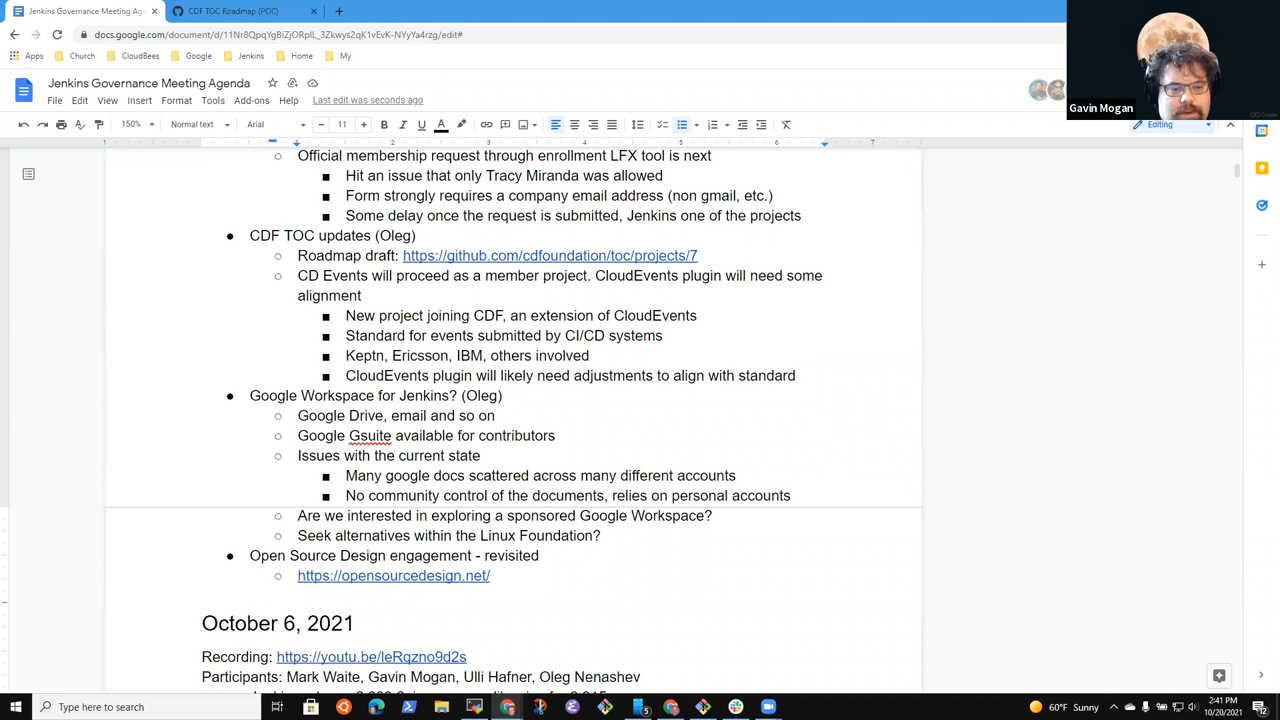 Jenkins Governance Meeting Age
CDF TOC Roadmap (POC)
docs.google.com/document/d/11Nr8QpqYgBiZjORpIL_3Zkwys2qK1vEvK-NYyYa4rzg/edit#
Apps Church CloudBees Google Jenkins Home My
Gavin Mogan
Jenkins Governance Meeting Agenda
File Edit View Insert Format Tools Add-ons Help Last edit was seconds ago
150% Normal text Arial 11 Editing
1 1 2 3 4 5 6 7
Official membership request through enrollment LFX tool is next
Hit an issue that only Tracy Miranda was allowed
Form strongly requires a company email address (non gmail, etc.)
Some delay once the request is submitted, Jenkins one of the projects
CDF TOC updates (Oleg)
Roadmap draft: https://github.com/cdfoundation/toc/projects/7
CD Events will proceed as a member project. CloudEvents plugin will need some
alignment
New project joining CDF, an extension of CloudEvents
Standard for events submitted by CI/CD systems
Keptn, Ericsson, IBM, others involved
CloudEvents plugin will likely need adjustments to align with standard
Google Workspace for Jenkins? (Oleg)
Google Drive, email and so on
Google Gsuite available for contributors
Issues with the current state
Many google docs scattered across many different accounts
No community control of the documents, relies on personal accounts
Are we interested in exploring a sponsored Google Workspace?
Seek alternatives within the Linux Foundation?
Open Source Design engagement - revisited
https://opensourcedesign.net/
October 6, 2021
Recording: https://youtu.be/leRqzno9d2s
Participants: Mark Waite, Gavin Mogan, Ulli Hafner, Oleg Nenashev
Type here to search
5
60°F Sunny
2:41 PM
10/20/2021
12